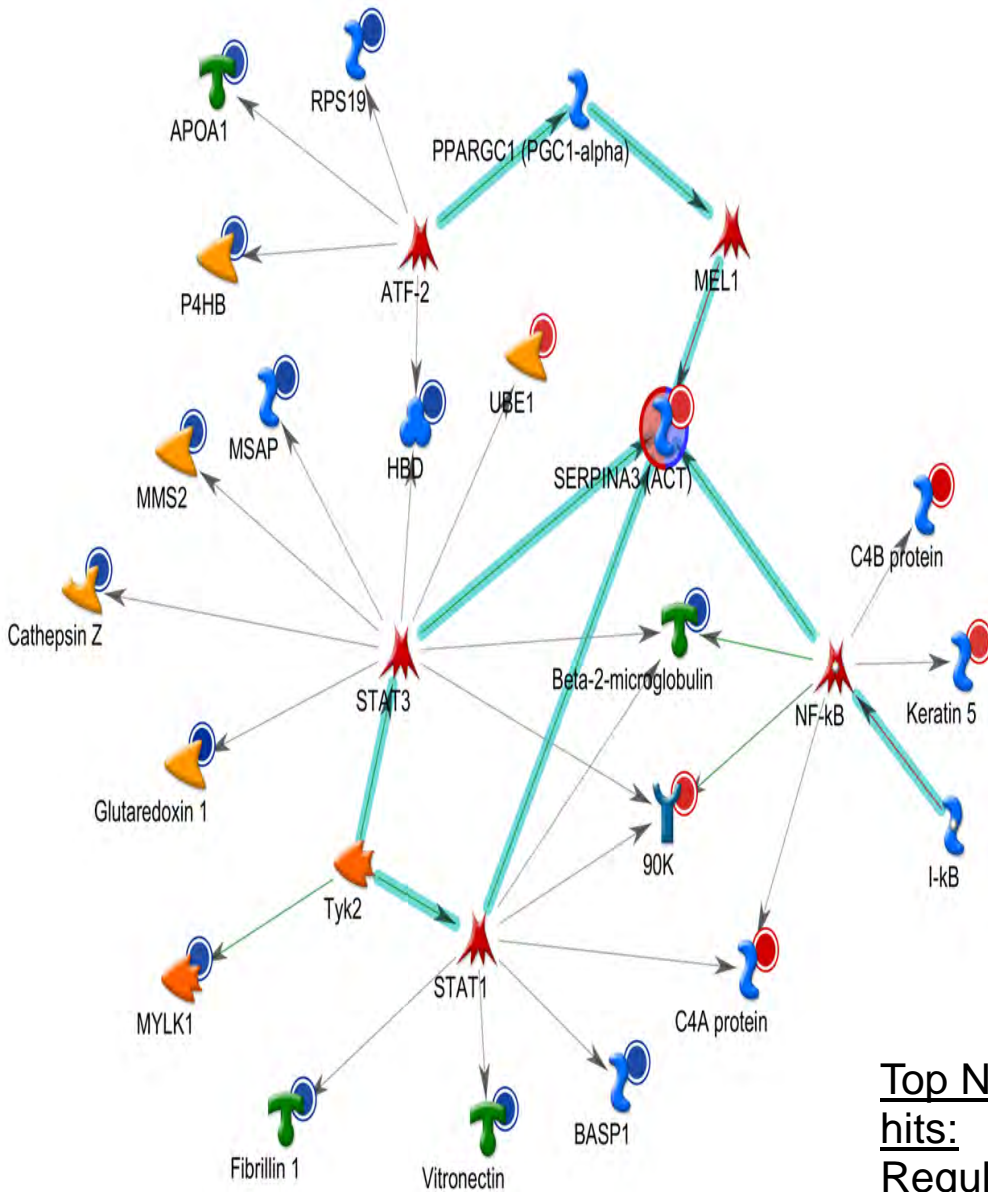 RPS19
APOA1
PPARGC1 (PGC1-alpha)
P4HB
ATF-2
MEL1
UBE1
MSAP
HBD
MMS2
SERPINA3 (ACT)
C4B protein
Cathepsin Z
STAT3
Beta-2-microglobulin
NF-kB
Keratin 5
Glutaredoxin 1
90K
I-kB
Tyk2
STAT1
MYLK1
C4A protein
BASP1
Fibrillin 1
Vitronectin
Top N
hits:
Regul